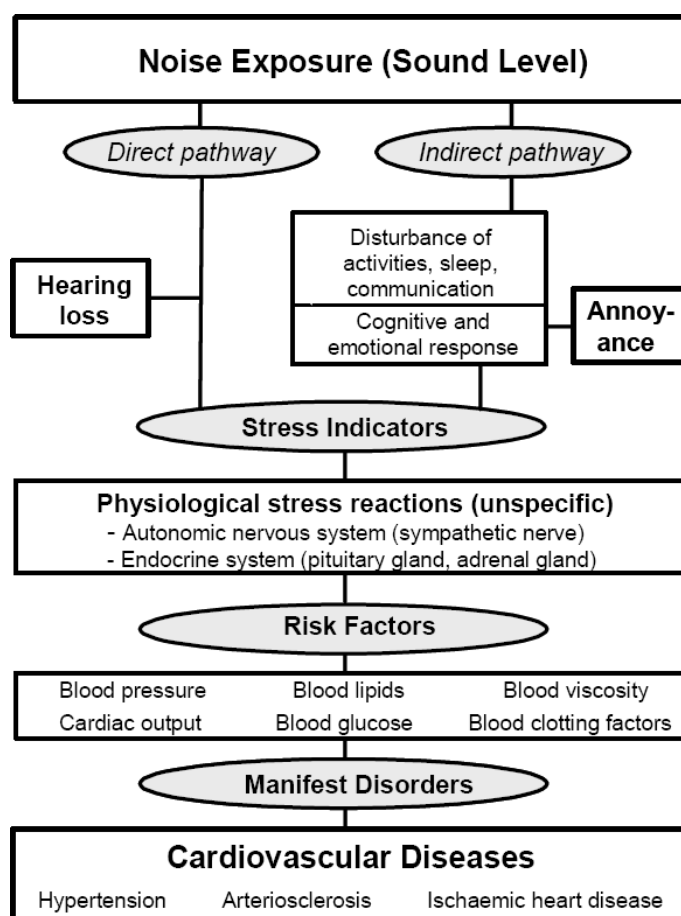 Noise Exposure (Sound Level)
Direct pathway
Indirect pathway
Hearing
loss
Disturbance of
activities, sleep,
communication
Cognitive and
emotional response
Annoy-
ance
Stress Indicators
Physiological stress reactions (unspecific)
- Autonomic nervous system (sympathetic nerve)
- Endocrine system (pituitary gland, adrenal gland)
Risk Factors
Blood pressure Blood lipids Blood viscosity
Cardiac output Blood glucose Blood clotting factors
Manifest Disorders
Cardiovascular Diseases
Hypertension Arteriosclerosis Ischaemic heart disease